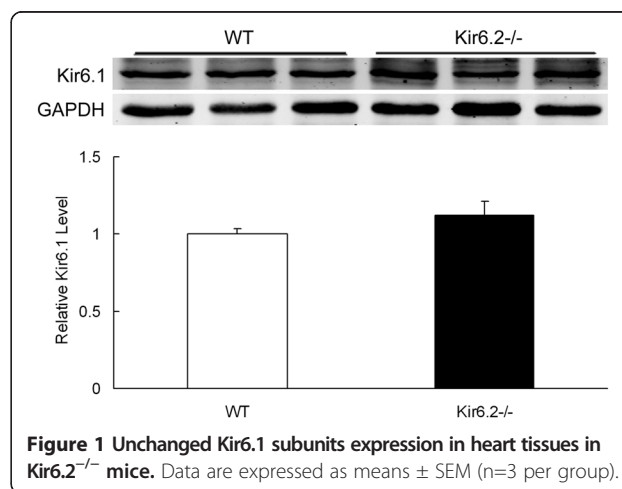 WT Kir6.2-/-
Kir6.1
GAPDH
1.5
1
0.5
0
Relative Kir6.1 Level
WT Kir6.2-/-
Figure 1 Unchanged Kir6.1 subunits expression in heart tissues in
Kir6.2−/− mice. Data are expressed as means ± SEM (n=3 per group).